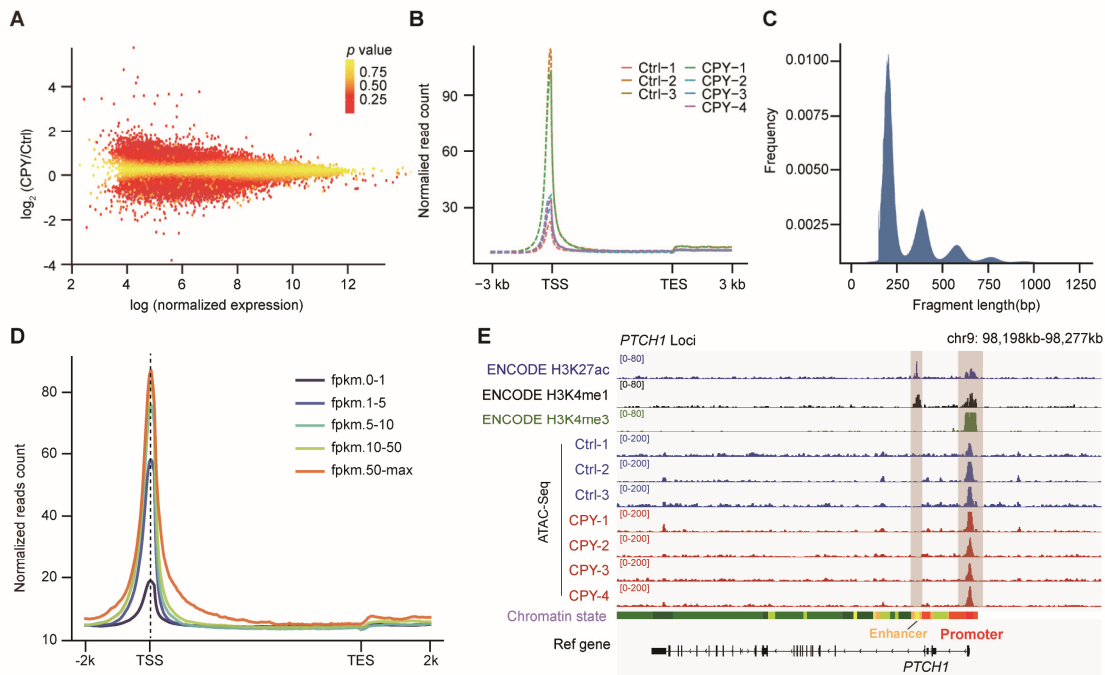 A
p value
0.75
0.50
0.25
log2 (CPY/Ctrl)
4
2
0
-2
-4
2
4
6
8
10
12
log (normalized expression)
B
Normalied read count
90
60
30
Ctrl-1
Ctrl-2
Ctrl-3
CPY-1
CPY-2
CPY-3
CPY-4
-3 kb
TSS
TES
3 kb
C
Frequency
0.0100
0.0075
0.0050
0.0025
0
250
500
750
1000
1250
Fragment length(bp)
D
Normalized reads count
80
60
40
20
10
fpkm.0-1
fpkm.1-5
fpkm.5-10
fpkm.10-50
fpkm.50-max
-2k
TSS
TES
2k
E
PTCH1 Loci
chr9: 98,198kb-98,277kb
ENCODE H3K27ac
[0-80]
ENCODE H3K4me1
[0-80]
ENCODE H3K4me3
[0-80]
ATAC-Seq
Ctrl-1
[0-200]
Ctrl-2
[0-200]
Ctrl-3
[0-200]
CPY-1
[0-200]
CPY-2
[0-200]
CPY-3
[0-200]
CPY-4
[0-200]
Chromatin state
Enhancer
Promoter
Ref gene
PTCH1